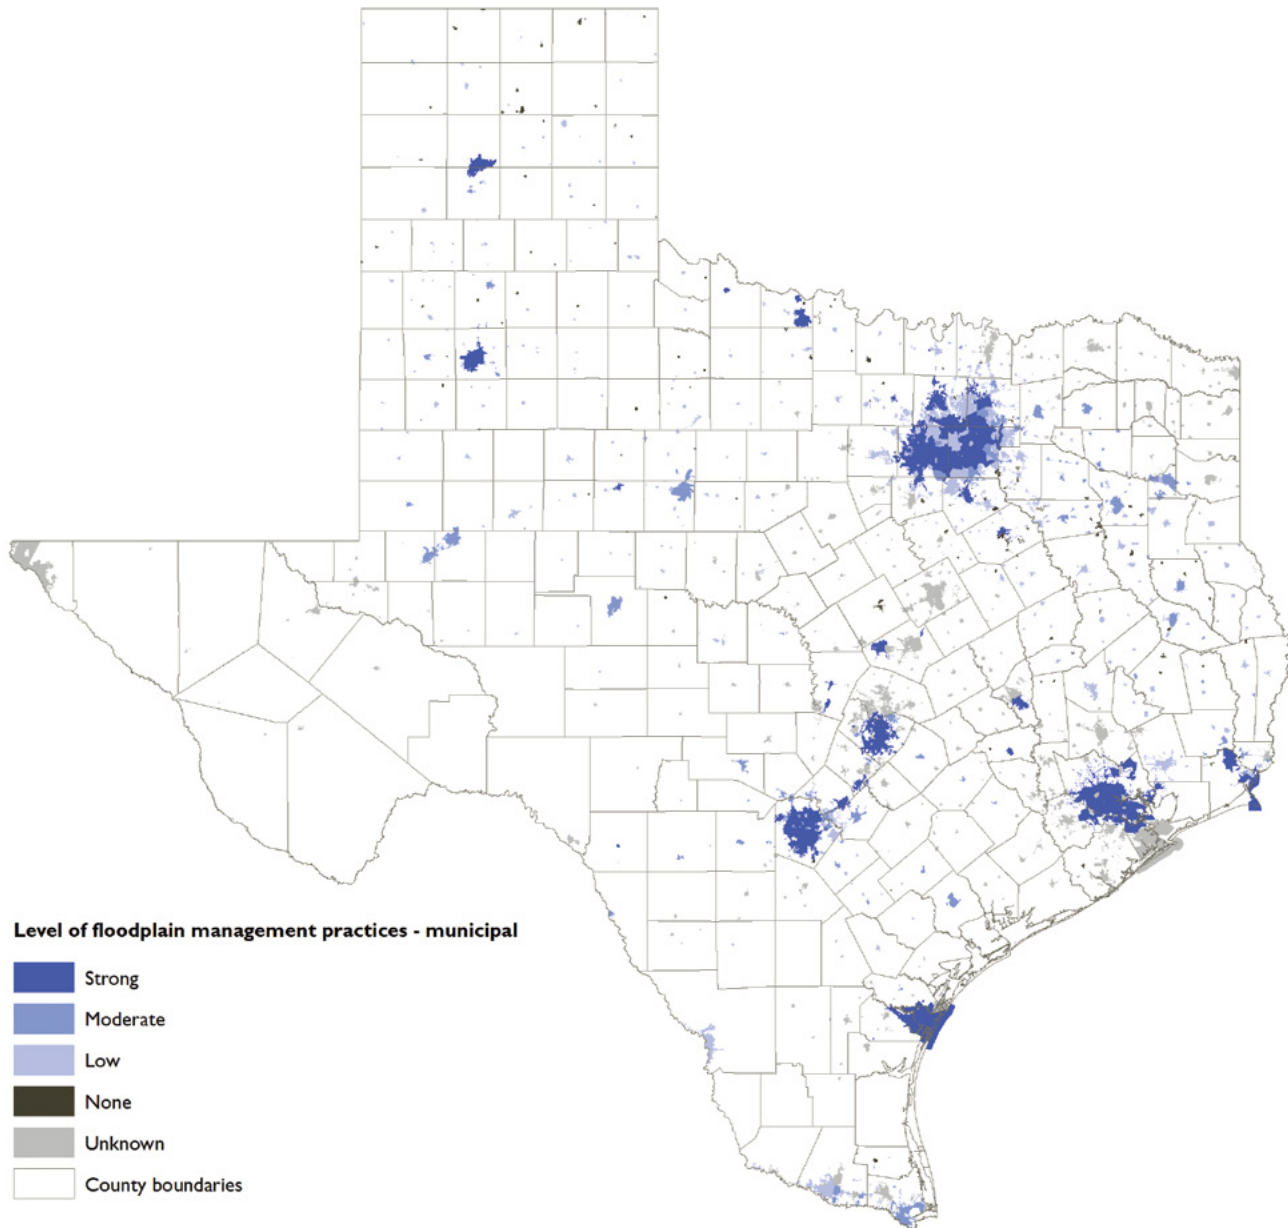 Level of floodplain management practices - municipal
Strong
Moderate
Low
None
Unknown
County boundaries